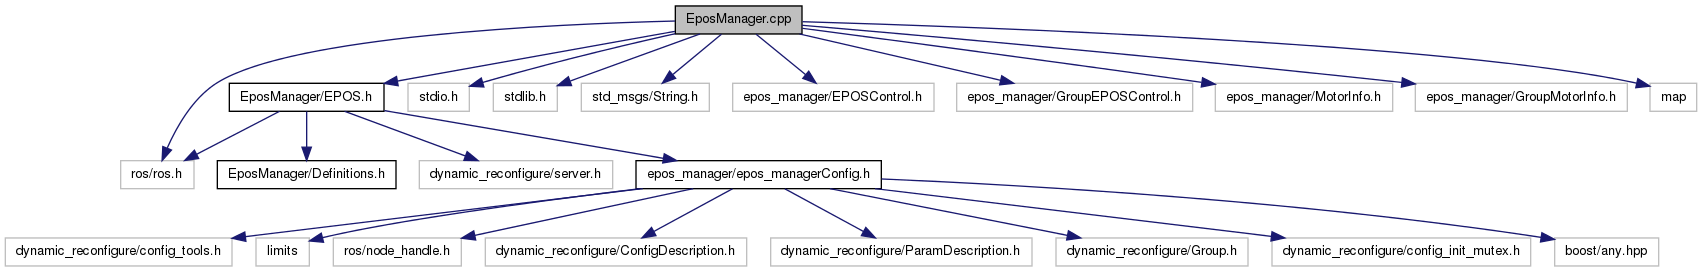 EposManager.cpp
EposManager/EPOS.h
stdio.h
stdlib.h
std_msgs/String.h
epos_manager/EPOSControl.h
epos_manager/GroupEPOSControl.h
epos_manager/MotorInfo.h
epos_manager/GroupMotorInfo.h
map
ros/ros.h
EposManager/Definitions.h
dynamic_reconfigure/server.h
epos_manager/epos_managerConfig.h
dynamic_reconfigure/config_tools.h
limits
ros/node_handle.h
dynamic_reconfigure/ConfigDescription.h
dynamic_reconfigure/ParamDescription.h
dynamic_reconfigure/Group.h
dynamic_reconfigure/config_init_mutex.h
boost/any.hpp